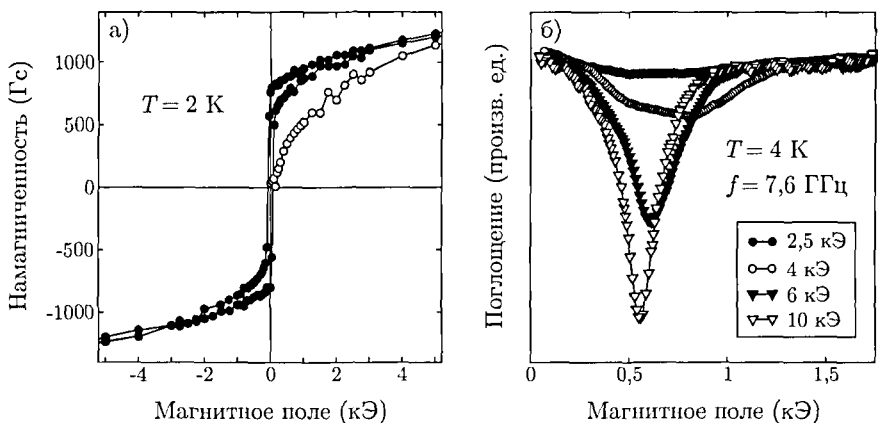 а)
Намагниченность (Гс)
1000
500
0
-500
-1000
T = 2 К
-4
-2
0
2
4
Магнитное поле (кЭ)
б)
Поглощение (произв. ед.)
T = 4 К
f = 7,6 ГГц
2,5 кЭ
4 кЭ
6 кЭ
10 кЭ
0
0,5
1
1,5
Магнитное поле (кЭ)